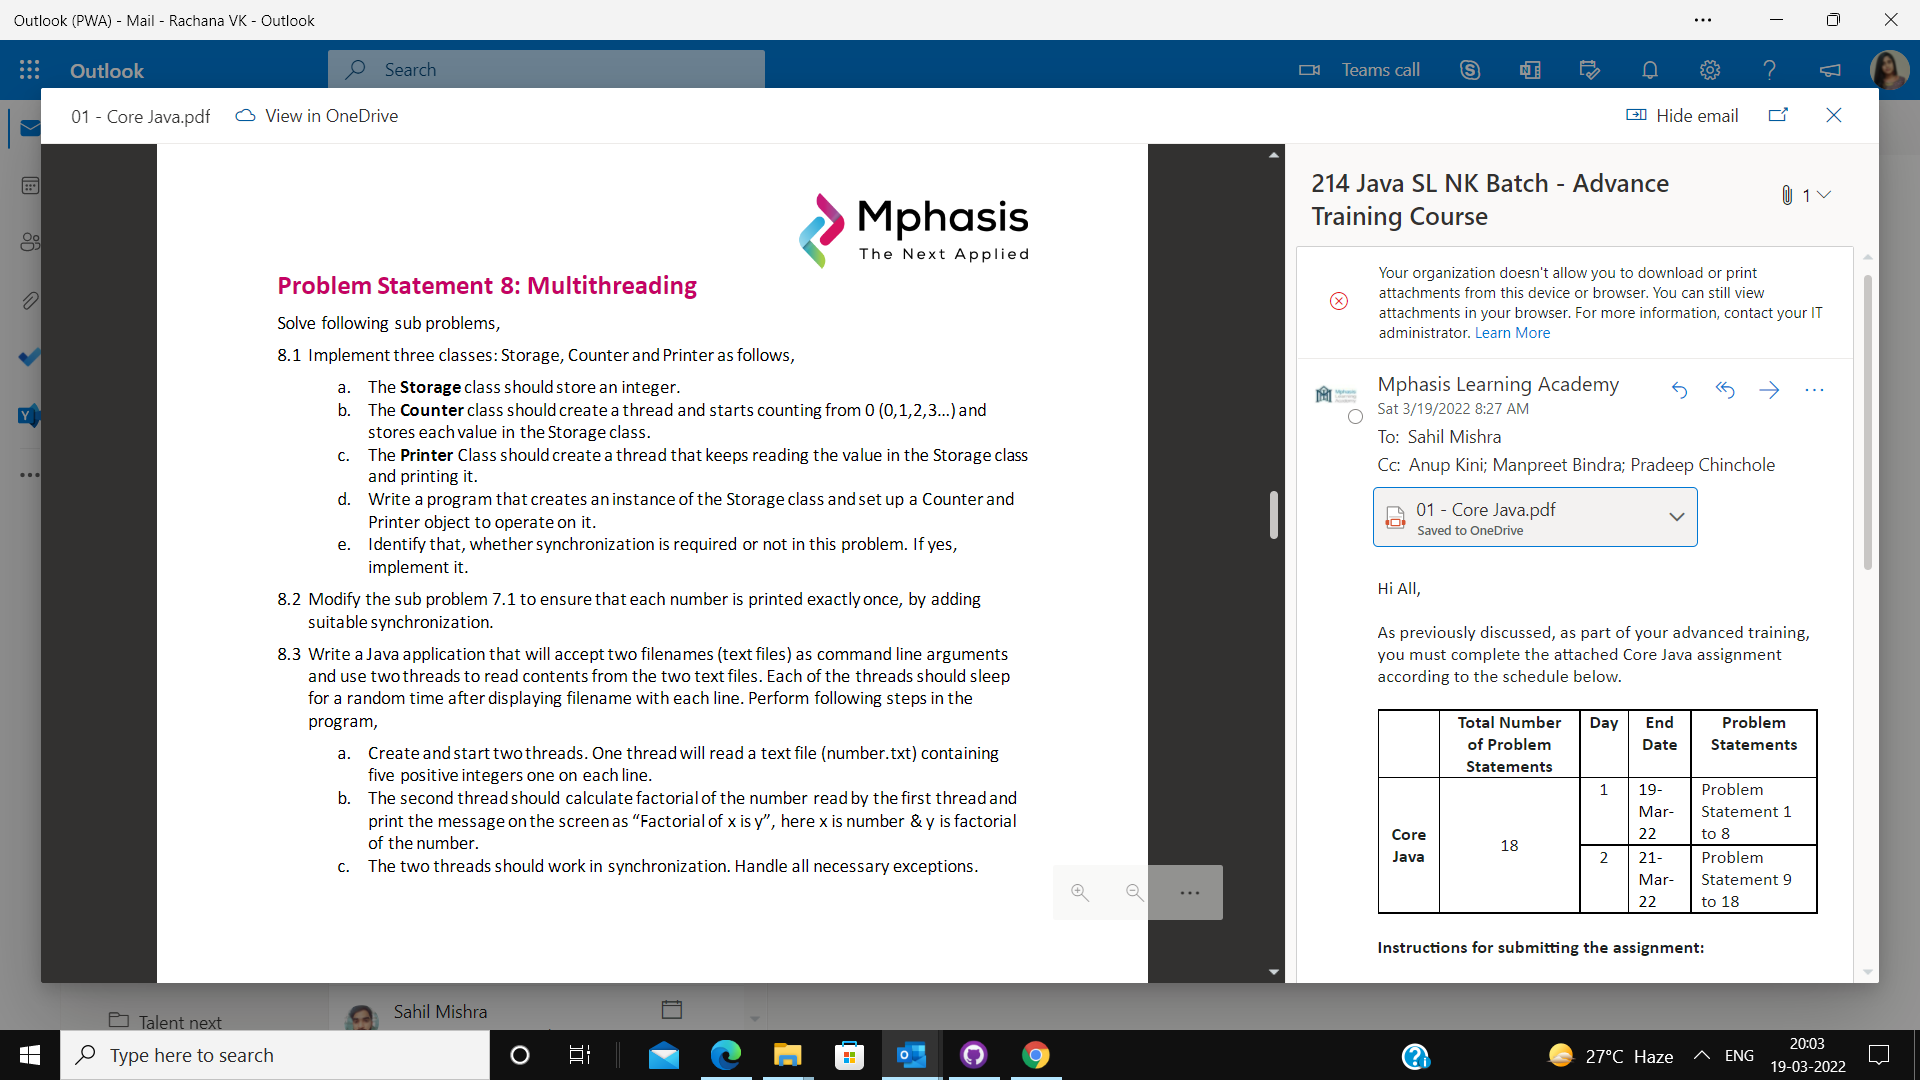 Outlook (PWA) - Mail - Rachana VK - Outlook
Outlook
Search
Teams call
01 - Core Java.pdf
View in OneDrive
Hide email
Mphasis
The Next Applied
Problem Statement 8: Multithreading
Solve following sub problems,
8.1 Implement three classes: Storage, Counter and Printer as follows,
a. The Storage class should store an integer.
b. The Counter class should create a thread and starts counting from 0 (0,1,2,3...) and
stores each value in the Storage class.
c. The Printer Class should create a thread that keeps reading the value in the Storage class
and printing it.
d. Write a program that creates an instance of the Storage class and set up a Counter and
Printer object to operate on it.
e. Identify that, whether synchronization is required or not in this problem. If yes,
implement it.
8.2 Modify the sub problem 7.1 to ensure that each number is printed exactly once, by adding
suitable synchronization.
8.3 Write a Java application that will accept two filenames (text files) as command line arguments
and use two threads to read contents from the two text files. Each of the threads should sleep
for a random time after displaying filename with each line. Perform following steps in the
program,
a. Create and start two threads. One thread will read a text file (number.txt) containing
five positive integers one on each line.
b. The second thread should calculate factorial of the number read by the first thread and
print the message on the screen as “Factorial of x is y”, here x is number & y is factorial
of the number.
c. The two threads should work in synchronization. Handle all necessary exceptions.
214 Java SL NK Batch - Advance
Training Course
1
Your organization doesn't allow you to download or print
attachments from this device or browser. You can still view
attachments in your browser. For more information, contact your IT
administrator. Learn More
Mphasis Learning Academy
Sat 3/19/2022 8:27 AM
To: Sahil Mishra
Cc: Anup Kini; Manpreet Bindra; Pradeep Chinchole
01 - Core Java.pdf
Saved to OneDrive
Hi All,
As previously discussed, as part of your advanced training,
you must complete the attached Core Java assignment
according to the schedule below.
Total Number
of Problem
Statements
Day
End
Date
Problem
Statements
Core
Java
18
1
19-
Mar-
22
Problem
Statement 1
to 8
2
21-
Mar-
22
Problem
Statement 9
to 18
Instructions for submitting the assignment:
Talent next
Sahil Mishra
Type here to search
27°C Haze
ENG
20:03
19-03-2022